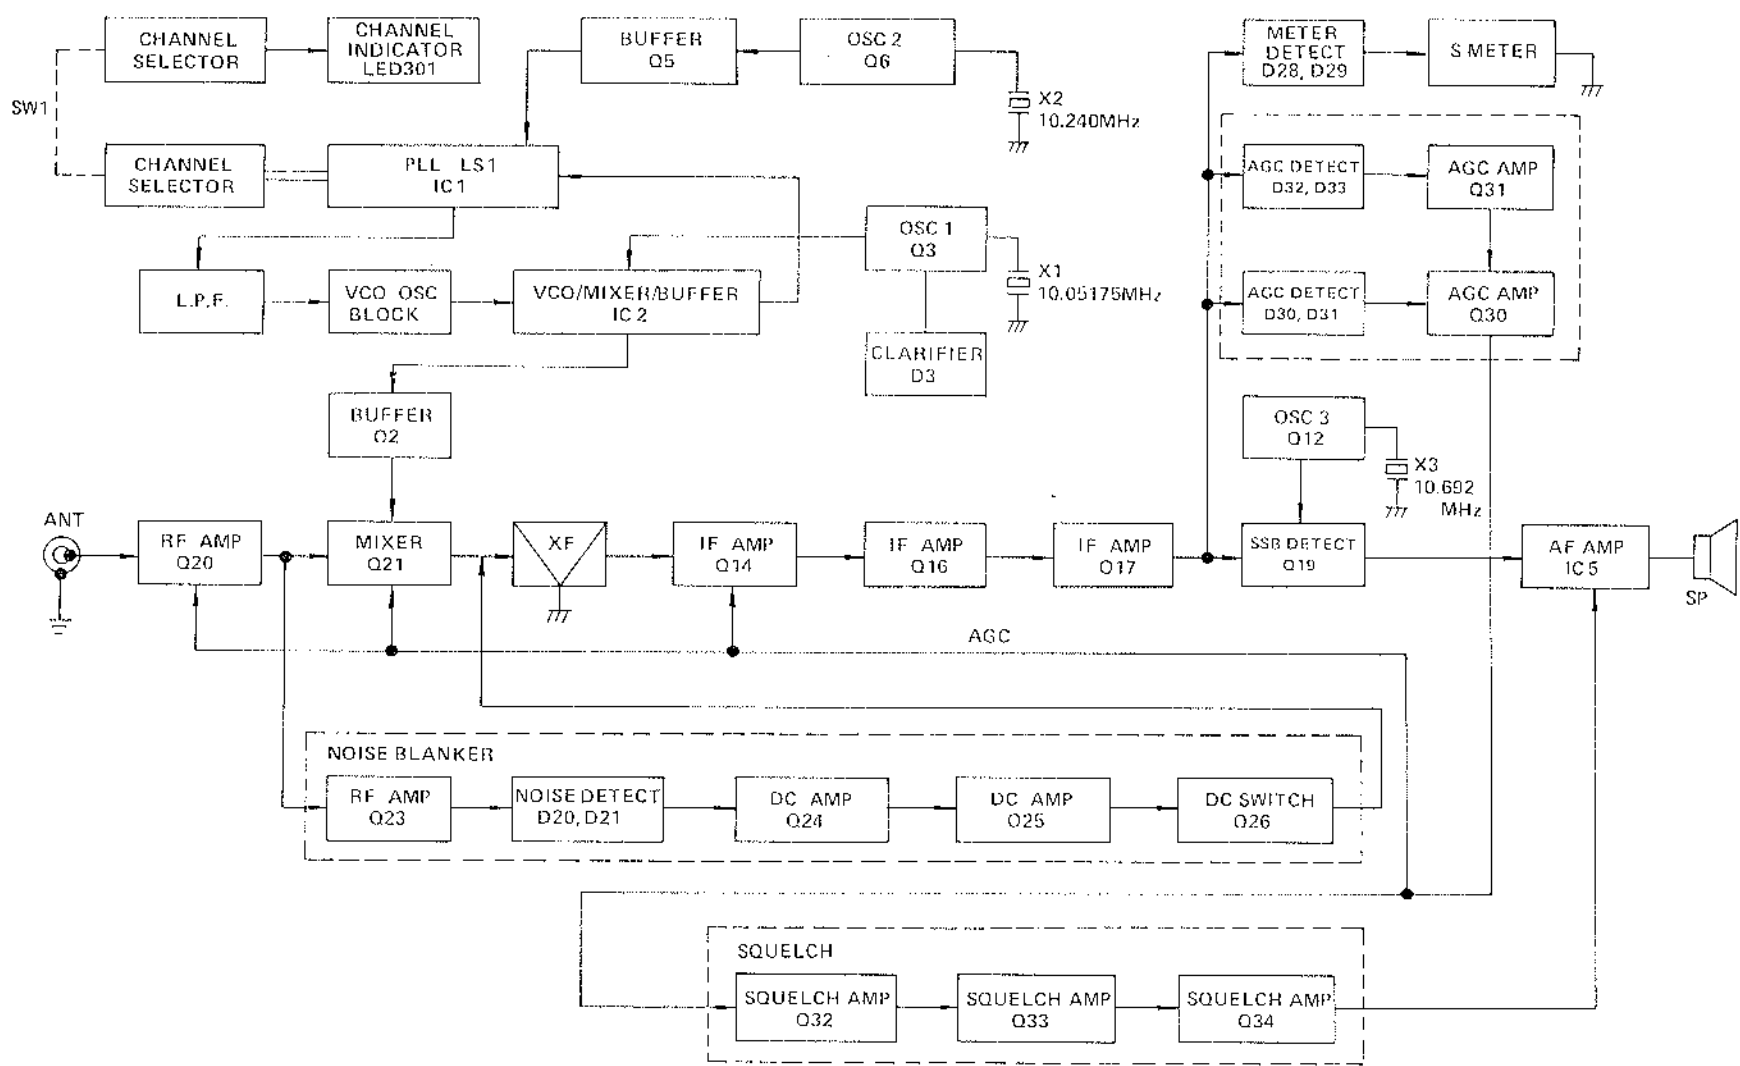 CHANNEL
SELECTOR
CHANNEL
INDICATOR
LED301
BUFFER
Q5
OSC 2
Q6
METER
DETECT
D28, D29
S METER
SW1
X2
10.240MHz
CHANNEL
SELECTOR
PLL LS1
IC1
AGC DETECT
D32, D33
AGC AMP
Q31
OSC 1
Q3
X1
10.05175MHz
L.P.F.
VCO OSC
BLOCK
VCO/MIXER/BUFFER
IC2
AGC DETECT
D30, D31
AGC AMP
Q30
CLARIFIER
D3
BUFFER
Q2
OSC 3
Q12
X3
10.692
MHz
ANT
RF AMP
Q20
MIXER
Q21
XF
IF AMP
Q14
IF AMP
Q16
IF AMP
Q17
SSB DETECT
Q19
AF AMP
IC5
SP
AGC
NOISE BLANKER
RF AMP
Q23
NOISE DETECT
D20, D21
DC AMP
Q24
DC AMP
Q25
DC SWITCH
Q26
SQUELCH
SQUELCH AMP
Q32
SQUELCH AMP
Q33
SQUELCH AMP
Q34